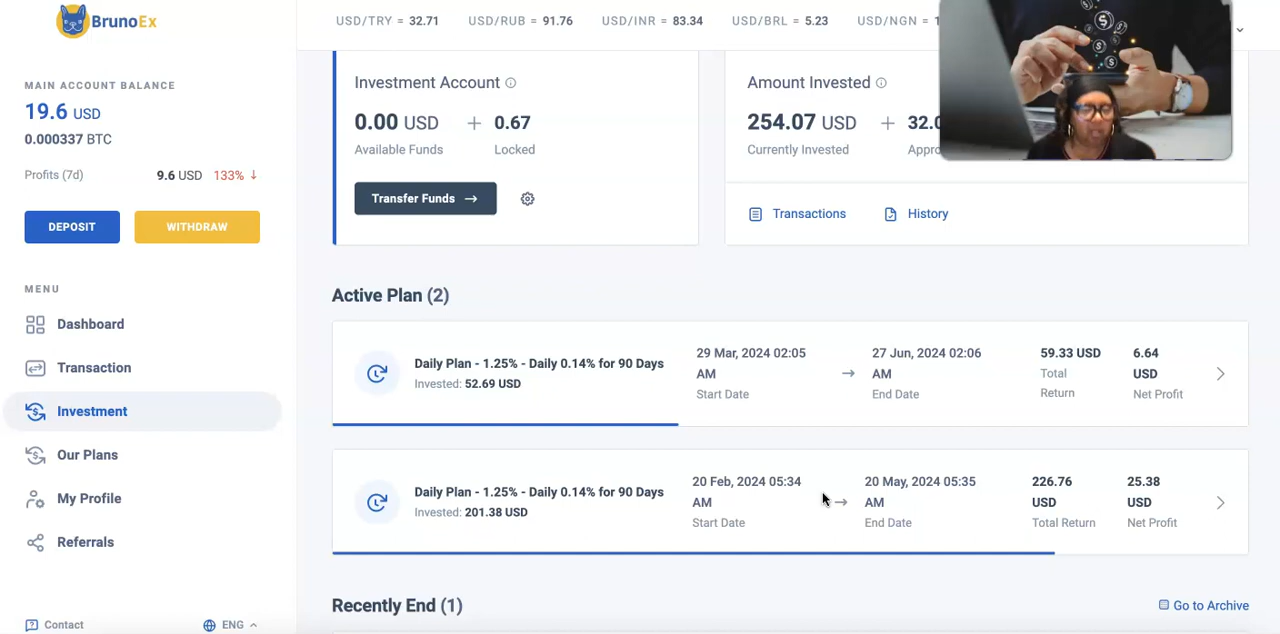 BrunoEx
USD/TRY = 32.71 USD/RUB = 91.76 USD/INR = 83.34 USD/BRL = 5.23 USD/NGN =
MAIN ACCOUNT BALANCE
19.6 USD
0.000337 BTC
Profits (7d) 9.6 USD 133% ↓
DEPOSIT WITHDRAW
MENU
Dashboard
Transaction
Investment
Our Plans
My Profile
Referrals
Contact ENG
Investment Account
0.00 USD + 0.67
Available Funds Locked
Transfer Funds →
Amount Invested
254.07 USD + 32.0
Currently Invested Appro
Transactions History
Active Plan (2)
Daily Plan - 1.25% - Daily 0.14% for 90 Days
Invested: 52.69 USD
29 Mar, 2024 02:05
AM
Start Date
→
27 Jun, 2024 02:06
AM
End Date
59.33 USD
Total
Return
6.64
USD
Net Profit
Daily Plan - 1.25% - Daily 0.14% for 90 Days
Invested: 201.38 USD
20 Feb, 2024 05:34
AM
Start Date
→
20 May, 2024 05:35
AM
End Date
226.76
USD
Total Return
25.38
USD
Net Profit
Recently End (1)
Go to Archive